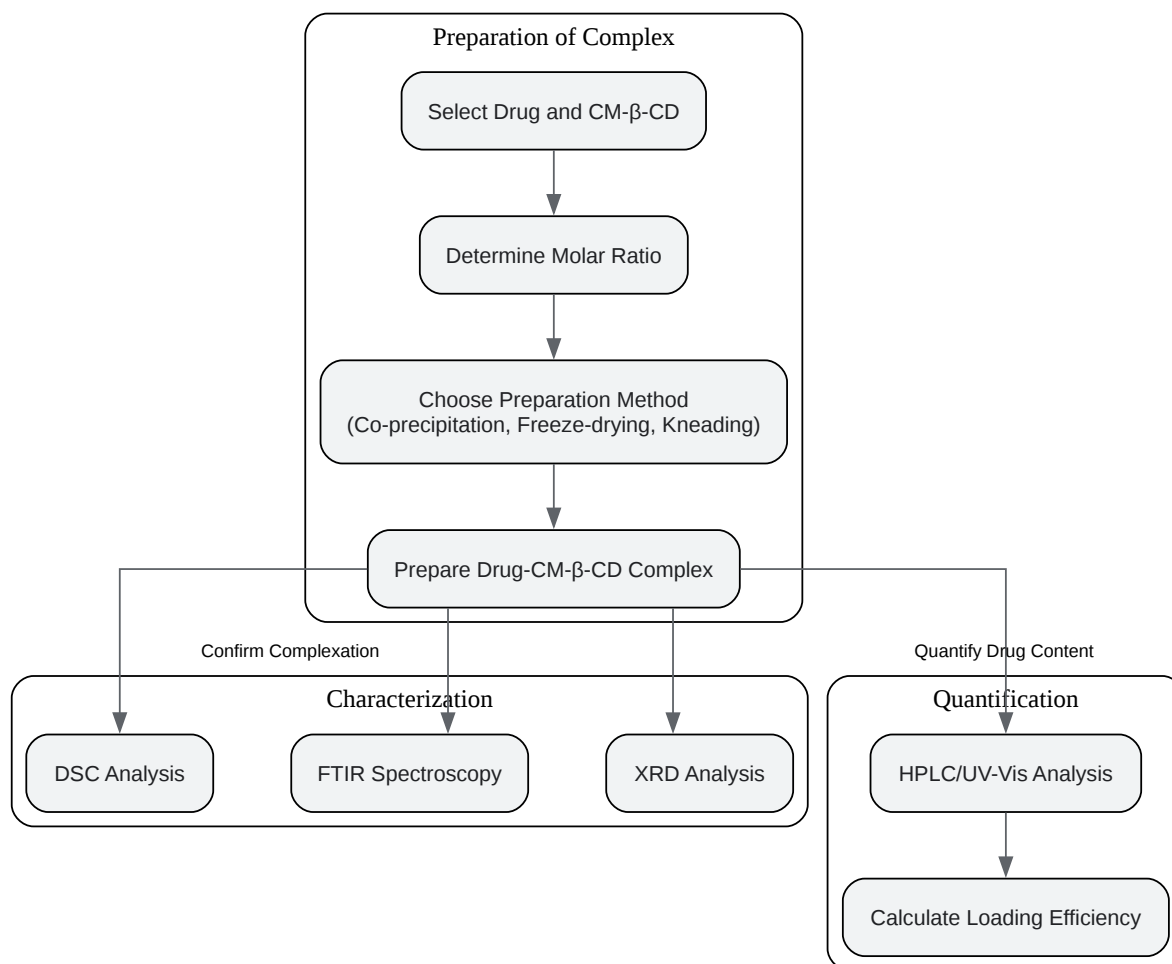 Preparation of Complex
Select Drug and CM-β-CD
Determine Molar Ratio
Choose Preparation Method
(Co-precipitation, Freeze-drying, Kneading)
Prepare Drug-CM-β-CD Complex
Confirm Complexation
Quantify Drug Content
Characterization
DSC Analysis
FTIR Spectroscopy
XRD Analysis
Quantification
HPLC/UV-Vis Analysis
Calculate Loading Efficiency